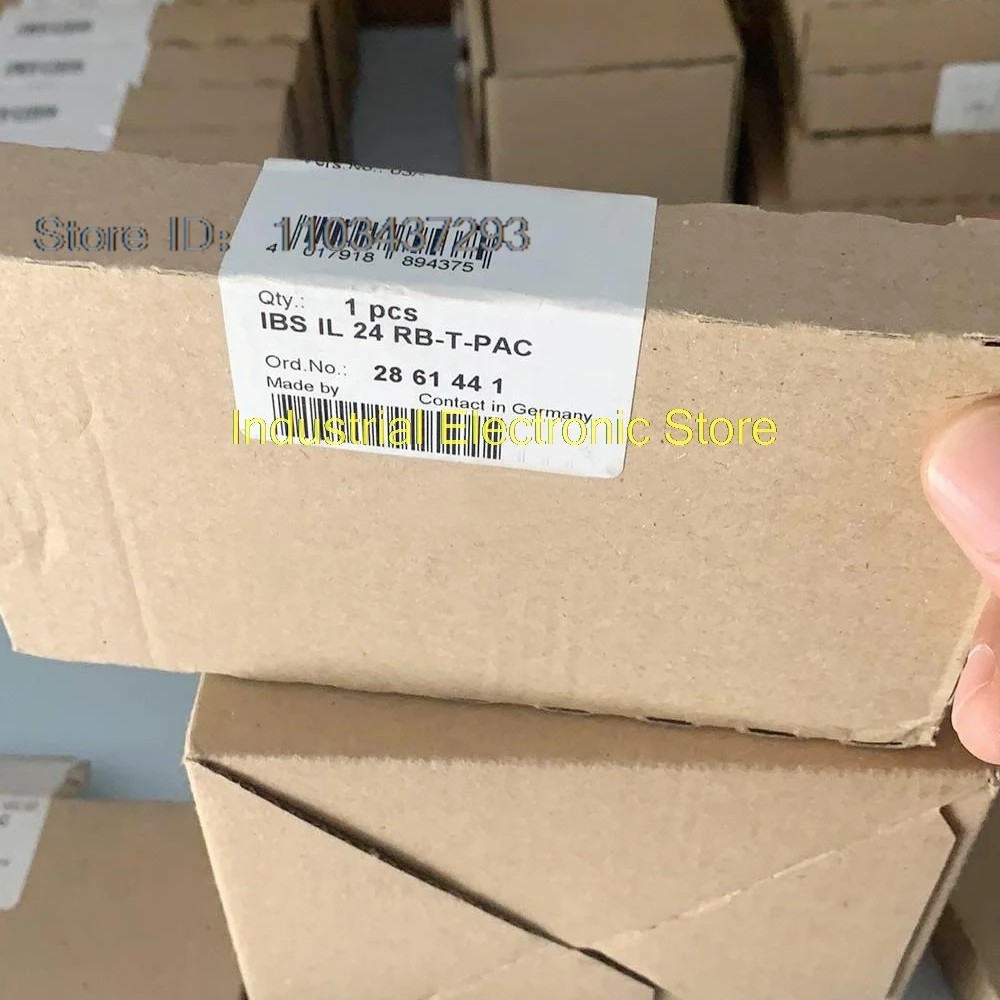 Store ID: 1103437293
4 017918 894375
Qty.: 1 pcs
IBS IL 24 RB-T-PAC
Ord.No.: 28 61 44 1
Made by Contact in Germany
Industrial Electronic Store